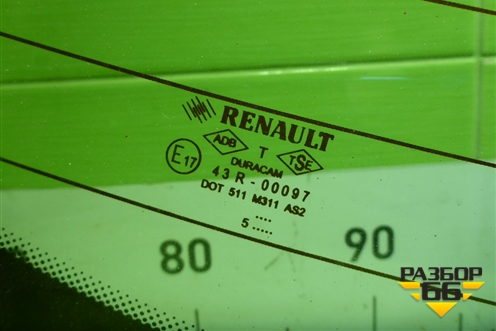 RENAULT
ADB T TSE
E17 DURACAM
43R-00097
DOT 511 M311 AS2
....
5 .....
80 90
РАЗБОР
66